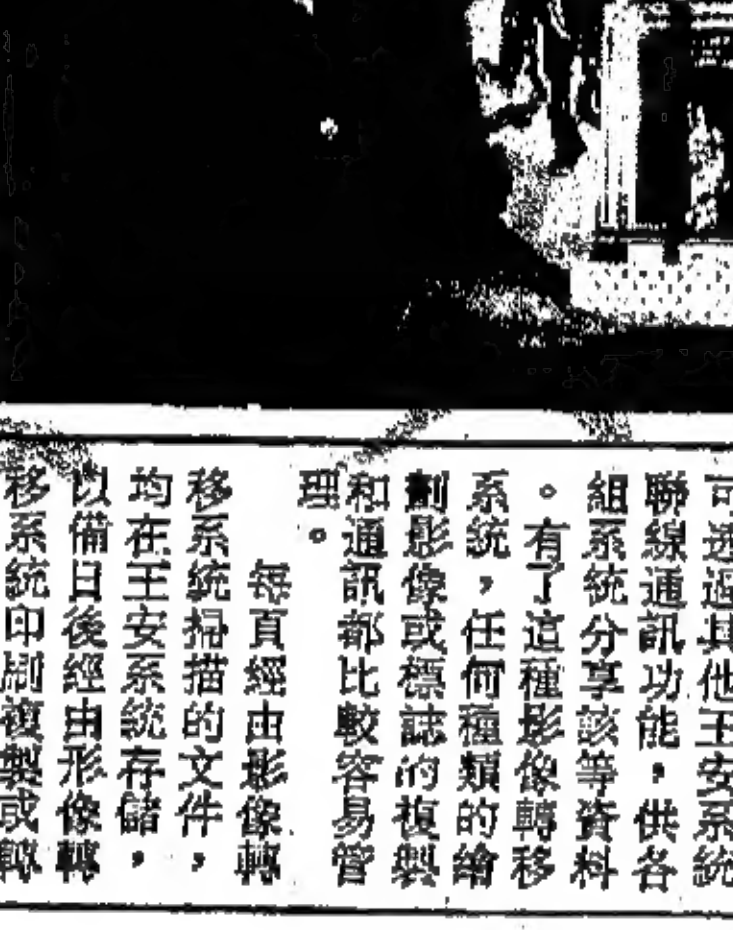 可透過其他王安系統
聯線通訊功能，供各
組系統分享該等資料
。有了這種影像轉移
系統，任何種類的繪
劃影像或標誌的複製
和通訊都比較容易管
理。
每頁經由影像轉
移系統掃描的文件，
均在王安系統存儲，
以備日後經由形像轉
移系統印刷複製或轉